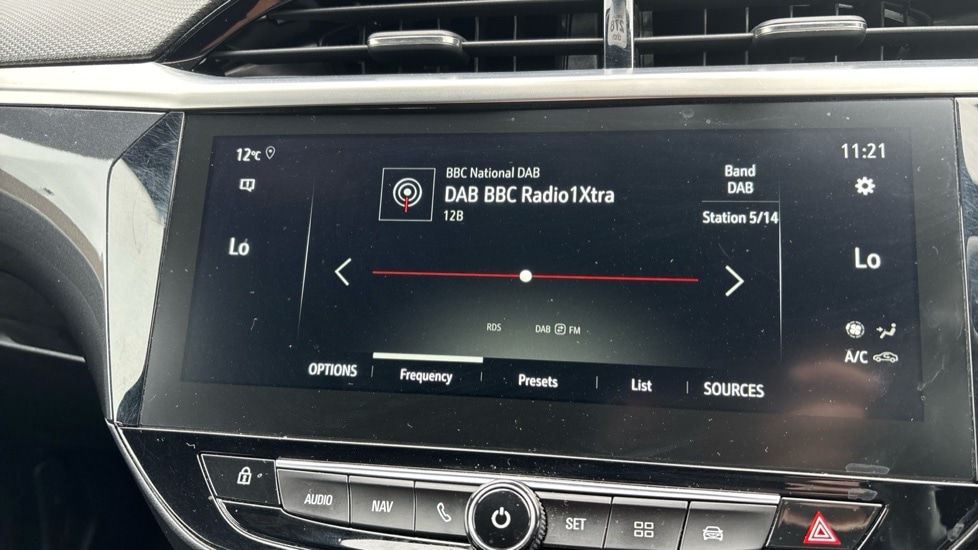 12°C
11:21
BBC National DAB
DAB BBC Radio1Xtra
12B
Band
DAB
Station 5/14
Lo
Lo
RDS
DAB FM
A/C
OPTIONS
Frequency
Presets
List
SOURCES
AUDIO
NAV
SET